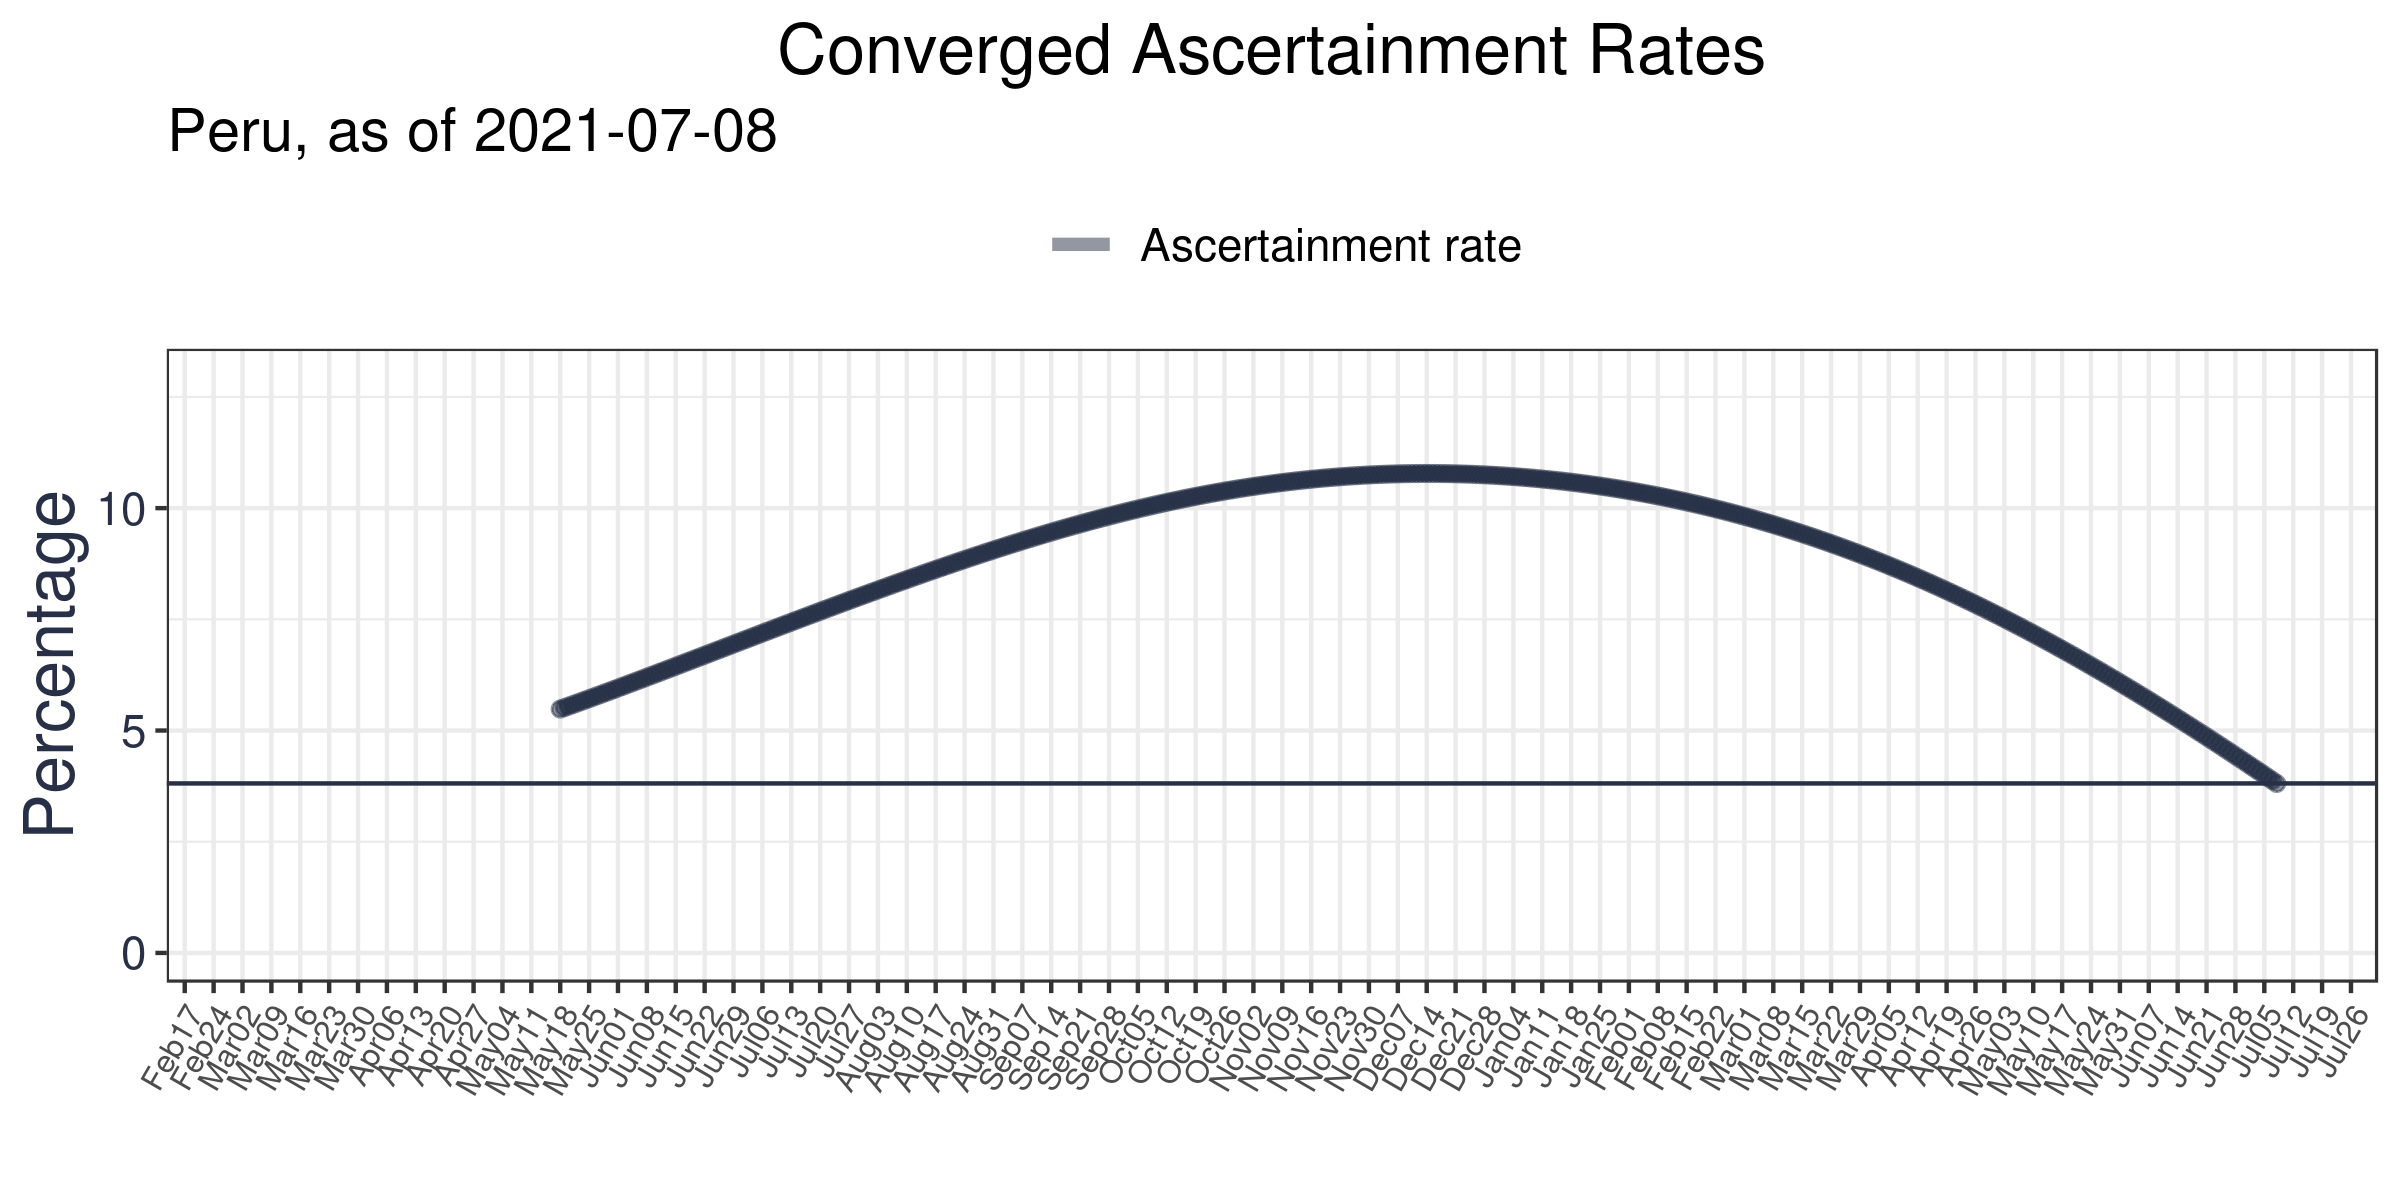 Converged Ascertainment Rates
Peru, as of 2021-07-08
Ascertainment rate
Percentage
10
5
0
Feb17 Feb24 Mar02 Mar09 Mar16 Mar23 Mar30 Apr06 Apr13 Apr20 Apr27 May04 May11 May18 May25 Jun01 Jun08 Jun15 Jun22 Jun29 Jul06 Jul13 Jul20 Jul27 Aug03 Aug10 Aug17 Aug24 Aug31 Sep07 Sep14 Sep21 Sep28 Oct05 Oct12 Oct19 Oct26 Nov02 Nov09 Nov16 Nov23 Nov30 Dec07 Dec14 Dec21 Dec28 Jan04 Jan11 Jan18 Jan25 Feb01 Feb08 Feb15 Feb22 Mar01 Mar08 Mar15 Mar22 Mar29 Apr05 Apr12 Apr19 Apr26 May03 May10 May17 May24 May31 Jun07 Jun14 Jun21 Jun28 Jul05 Jul12 Jul19 Jul26